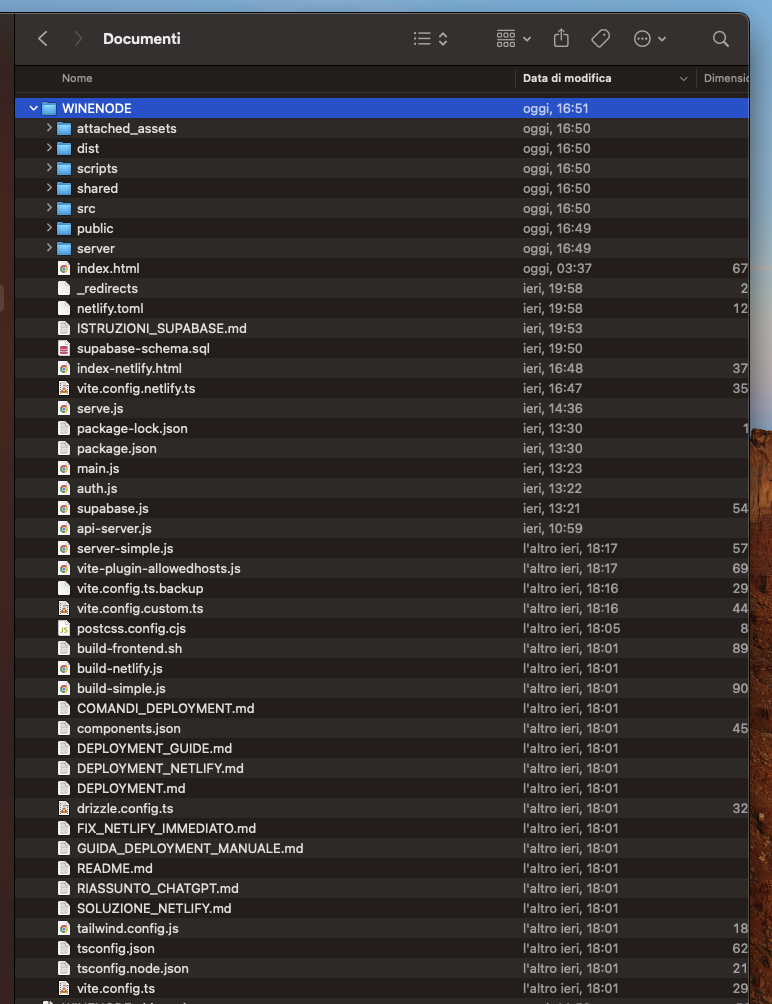 Documenti
Nome Data di modifica
WINENODE oggi, 16:51
attached_assets oggi, 16:50
dist oggi, 16:50
scripts oggi, 16:50
shared oggi, 16:50
src oggi, 16:50
public oggi, 16:49
server oggi, 16:49
index.html oggi, 03:37 67
_redirects ieri, 19:58 2
netlify.toml ieri, 19:58 12
ISTRUZIONI_SUPABASE.md ieri, 19:53
supabase-schema.sql ieri, 19:50
index-netlify.html ieri, 16:48 37
vite.config.netlify.ts ieri, 16:47 35
serve.js ieri, 14:36
package-lock.json ieri, 13:30 1
package.json ieri, 13:30
main.js ieri, 13:23
auth.js ieri, 13:22
supabase.js ieri, 13:21 54
api-server.js ieri, 10:59
server-simple.js l'altro ieri, 18:17 57
vite-plugin-allowedhosts.js l'altro ieri, 18:17 69
vite.config.ts.backup l'altro ieri, 18:16 29
vite.config.custom.ts l'altro ieri, 18:16 44
postcss.config.cjs l'altro ieri, 18:05 8
build-frontend.sh l'altro ieri, 18:01 89
build-netlify.js l'altro ieri, 18:01
build-simple.js l'altro ieri, 18:01 90
COMANDI_DEPLOYMENT.md l'altro ieri, 18:01
components.json l'altro ieri, 18:01 45
DEPLOYMENT_GUIDE.md l'altro ieri, 18:01
DEPLOYMENT_NETLIFY.md l'altro ieri, 18:01
DEPLOYMENT.md l'altro ieri, 18:01
drizzle.config.ts l'altro ieri, 18:01 32
FIX_NETLIFY_IMMEDIATO.md l'altro ieri, 18:01
GUIDA_DEPLOYMENT_MANUALE.md l'altro ieri, 18:01
README.md l'altro ieri, 18:01
RIASSUNTO_CHATGPT.md l'altro ieri, 18:01
SOLUZIONE_NETLIFY.md l'altro ieri, 18:01
tailwind.config.js l'altro ieri, 18:01 18
tsconfig.json l'altro ieri, 18:01 62
tsconfig.node.json l'altro ieri, 18:01 21
vite.config.ts l'altro ieri, 18:01 29